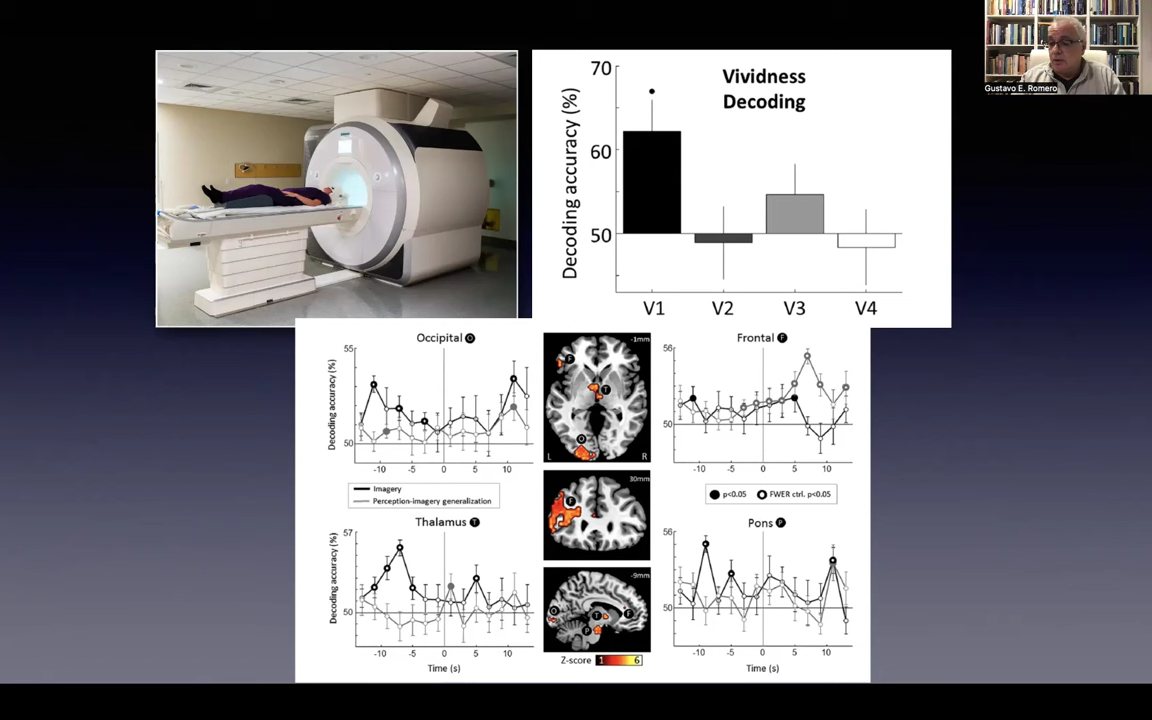 Gustavo E. Romero
Vividness
Decoding
Decoding accuracy (%)
70
60
50
V1 V2 V3 V4
Occipital O
Decoding accuracy (%)
55
50
-5 0 5 10
-10
-1mm
F
T
O
L R
Frontal F
56
50
-10 -5 0 5 10
Imagery
Perception-imagery generalization
30mm
F
p<0.05 FWER ctrl. p<0.05
Thalamus T
Decoding accuracy (%)
57
50
-10 -5 0 5 10
Time (s)
-9mm
O T F
P
Z-score 1 6
Pons P
56
50
-10 -5 0 5 10
Time (s)